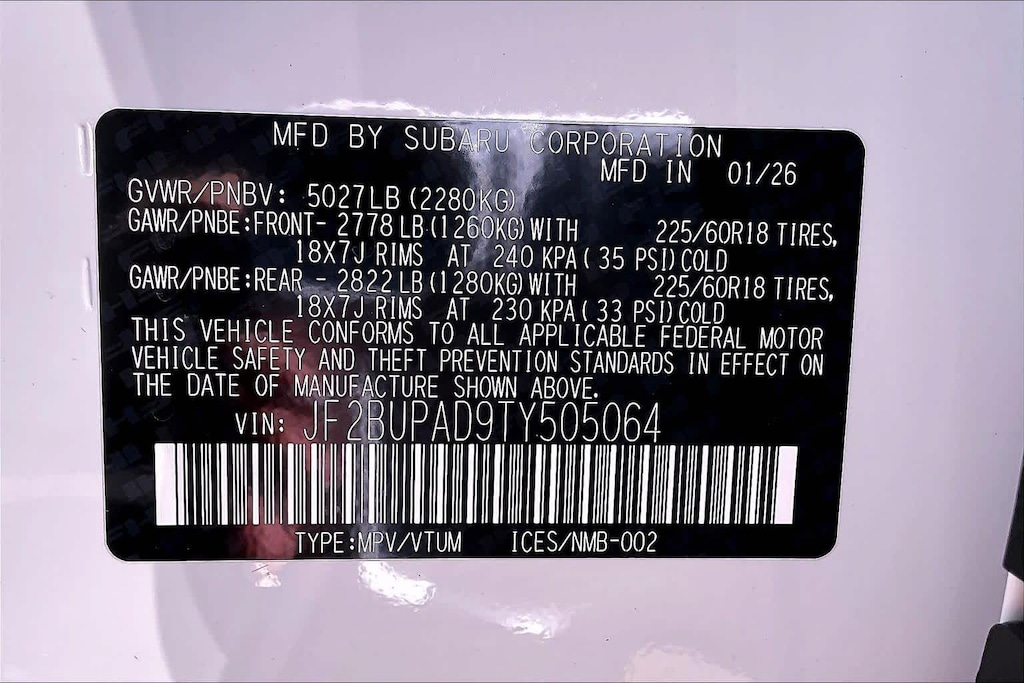 MFD BY SUBARU CORPORATION
MFD IN 01/26
GVWR/PNBV: 5027LB (2280KG)
GAWR/PNBE:FRONT- 2778 LB (1260KG) WITH 225/60R18 TIRES,
18X7J RIMS AT 240 KPA ( 35 PSI) COLD
GAWR/PNBE:REAR - 2822 LB (1280KG) WITH 225/60R18 TIRES,
18X7J RIMS AT 230 KPA ( 33 PSI) COLD
THIS VEHICLE CONFORMS TO ALL APPLICABLE FEDERAL MOTOR
VEHICLE SAFETY AND THEFT PREVENTION STANDARDS IN EFFECT ON
THE DATE OF MANUFACTURE SHOWN ABOVE.
VIN: JF2BUPAD9TY505064
TYPE:MPV/VTUM ICES/NMB-002